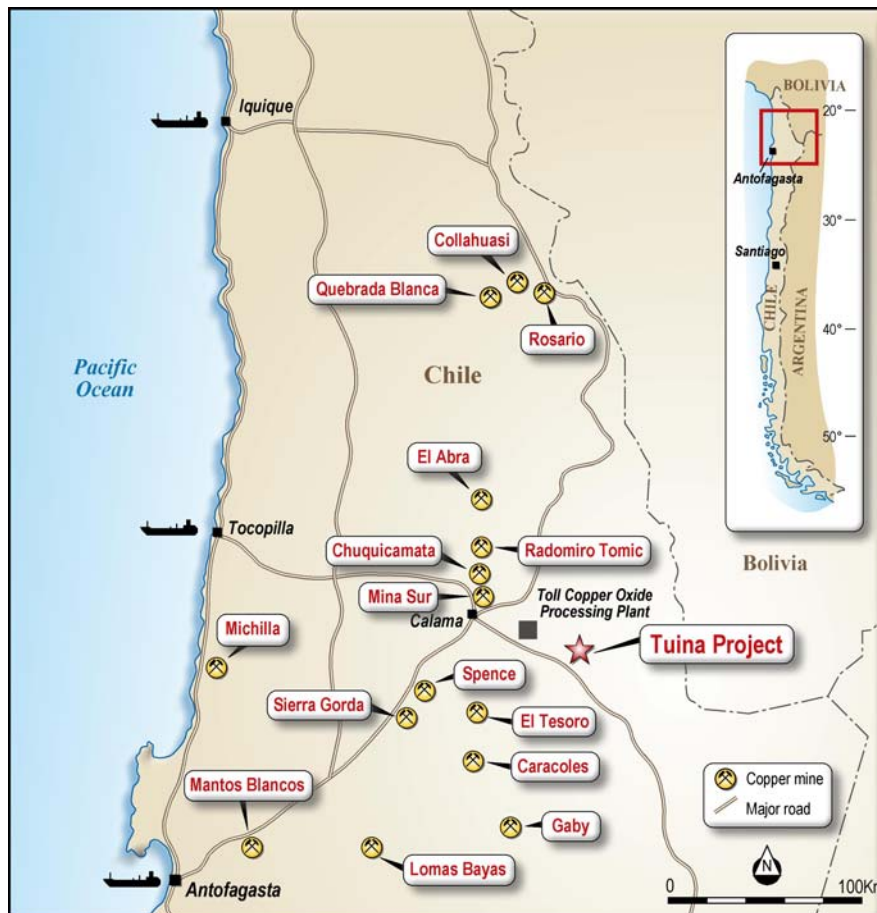 Iquique
BOLIVIA
20°
Antofagasta
30°
Santiago
CHILE
ARGENTINA
40°
50°
Collahuasi
Quebrada Blanca
Rosario
Pacific
Ocean
Chile
El Abra
Tocopilla
Chuquicamata
Radomiro Tomic
Bolivia
Mina Sur
Toll Copper Oxide
Processing Plant
Calama
Michilla
Tuina Project
Spence
Sierra Gorda
El Tesoro
Caracoles
Mantos Blancos
Copper mine
Major road
Gaby
Lomas Bayas
N
Antofagasta
0
100Km